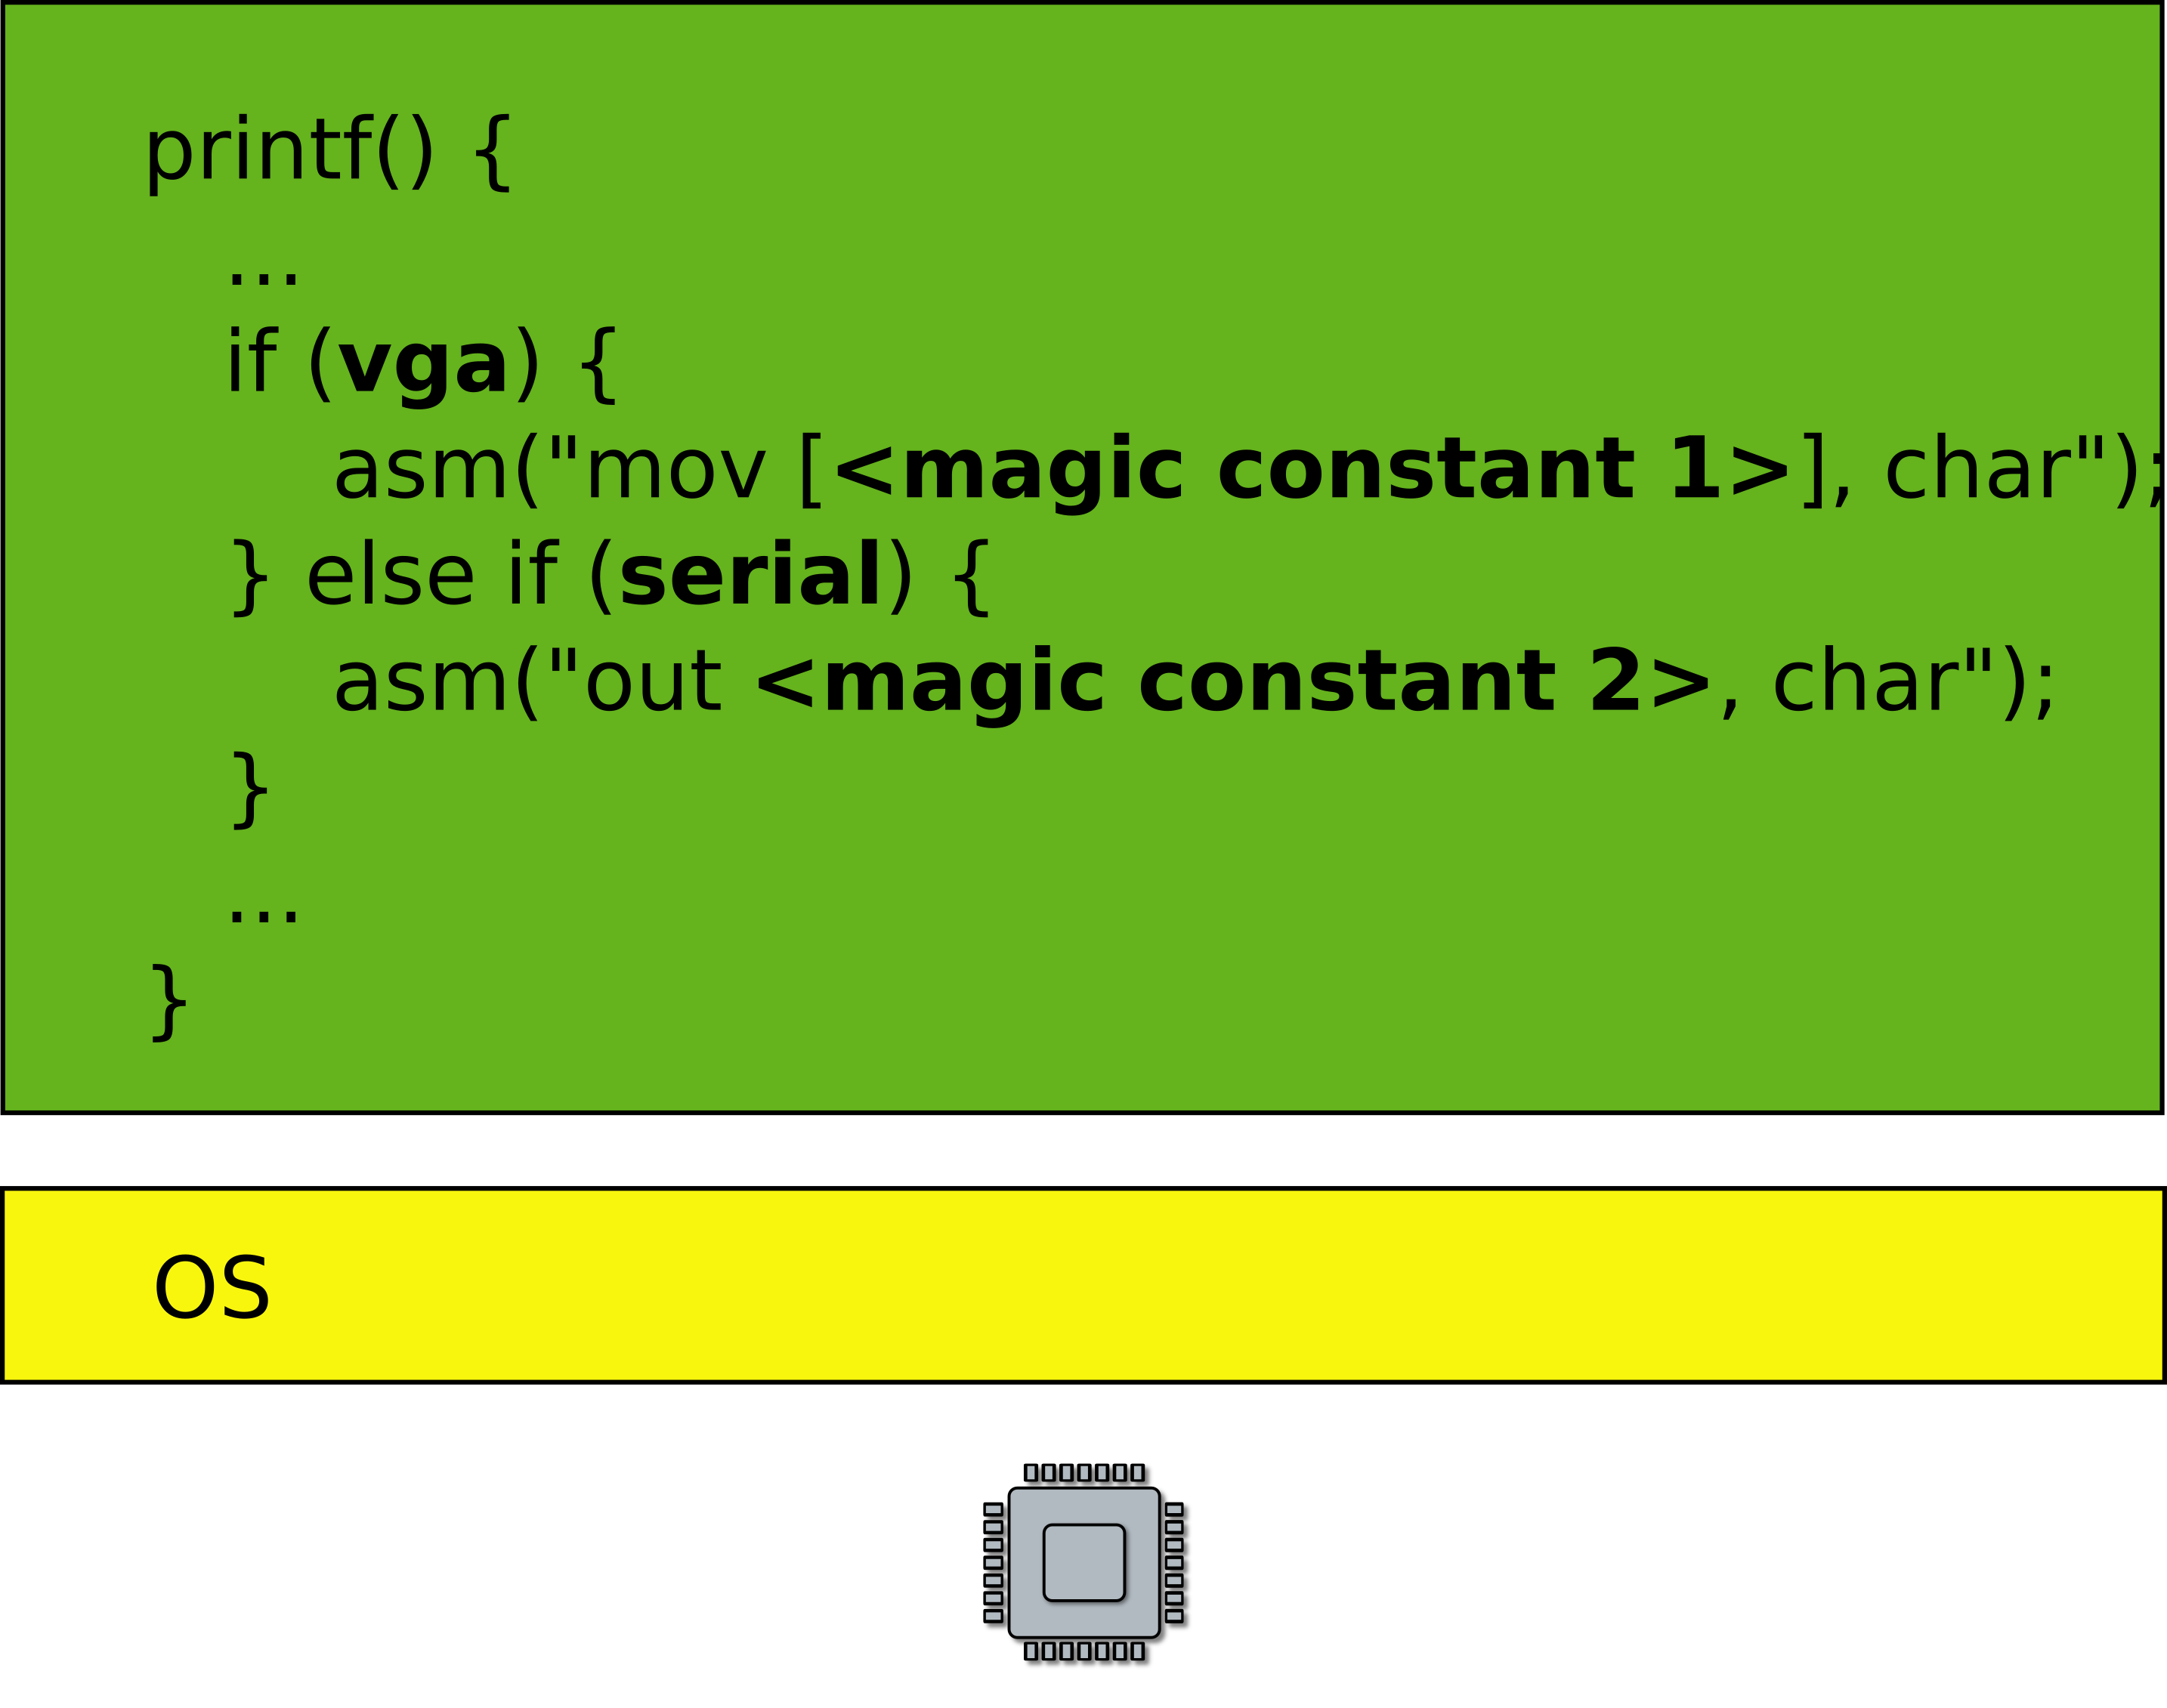 printf() {
...
if (vga) {
asm("mov [<magic constant 1>], char");
} else if (serial) {
asm("out <magic constant 2>, char");
}
...
}
OS